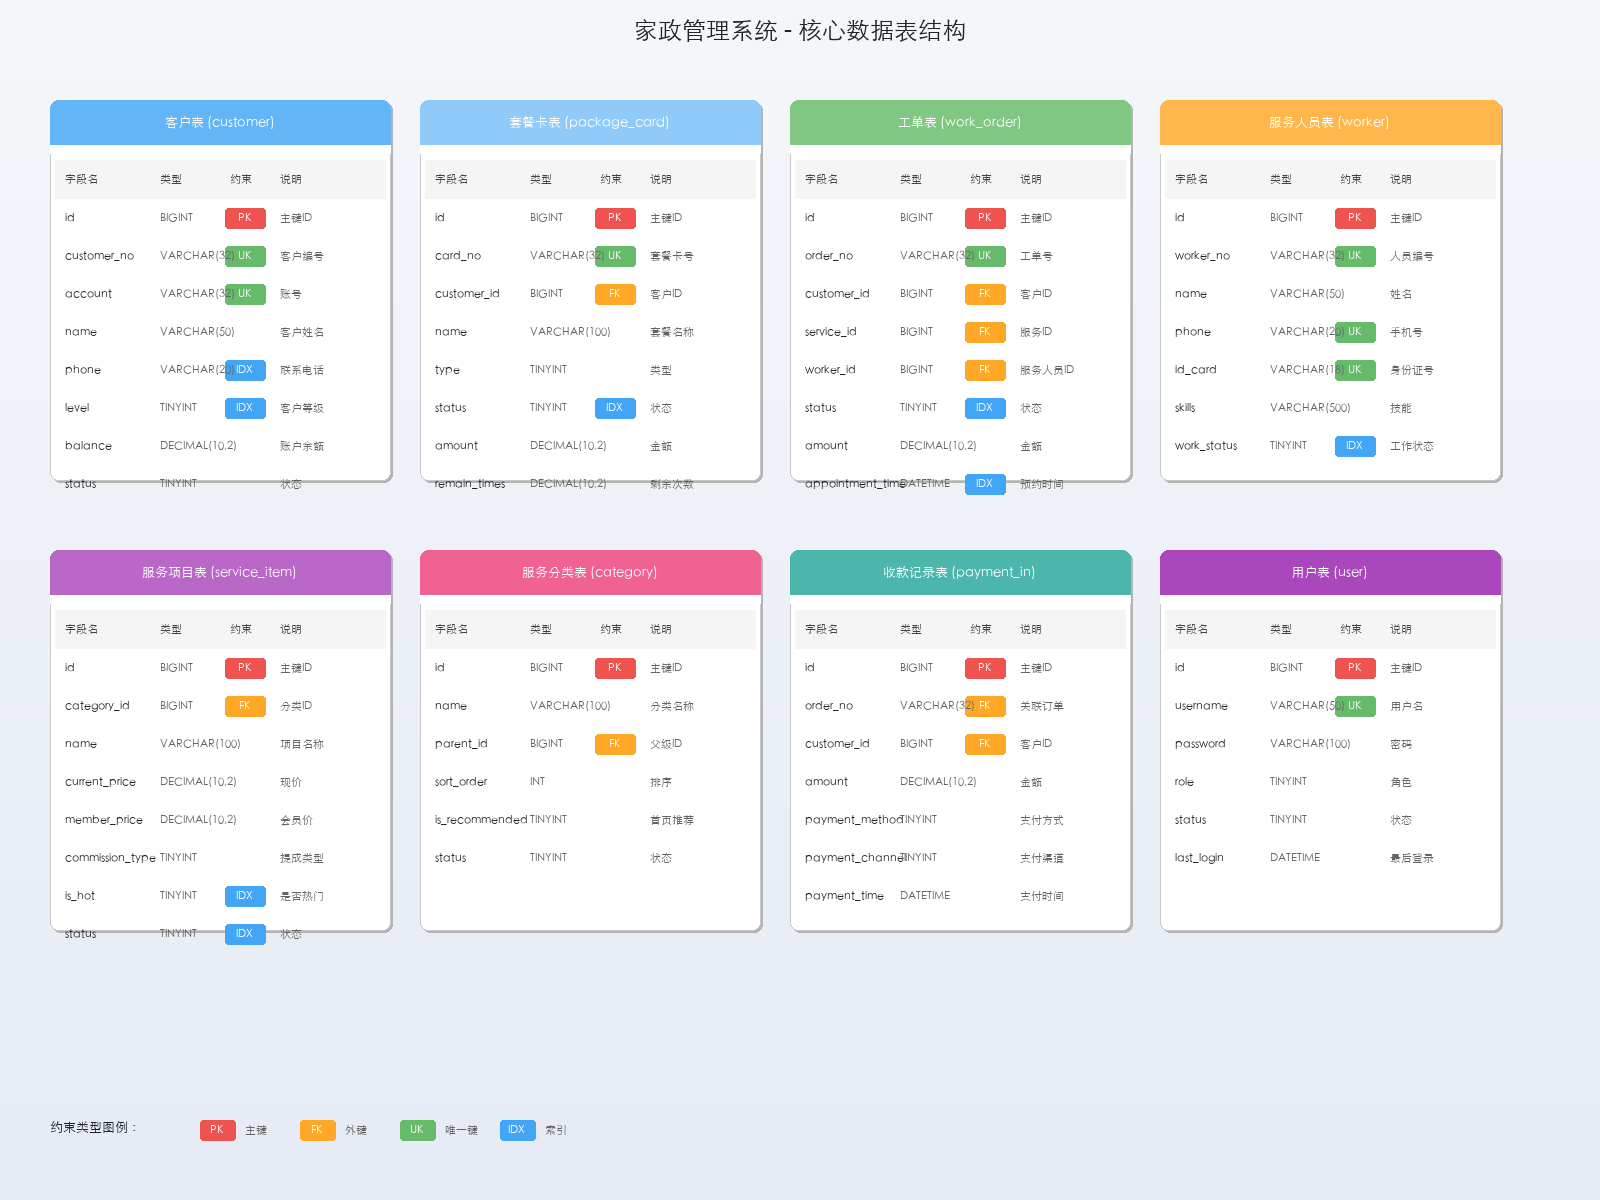 家政管理系统 - 核心数据表结构
客户表 (customer)
字段名 类型 约束 说明
id BIGINT PK 主键ID
customer_no VARCHAR(32) UK 客户编号
account VARCHAR(32) UK 账号
name VARCHAR(50) 客户姓名
phone VARCHAR(20) IDX 联系电话
level TINYINT IDX 客户等级
balance DECIMAL(10,2) 账户余额
status TINYINT 状态
套餐卡表 (package_card)
字段名 类型 约束 说明
id BIGINT PK 主键ID
card_no VARCHAR(32) UK 套餐卡号
customer_id BIGINT FK 客户ID
name VARCHAR(100) 套餐名称
type TINYINT 类型
status TINYINT IDX 状态
amount DECIMAL(10,2) 金额
remain_times DECIMAL(10,2) 剩余次数
工单表 (work_order)
字段名 类型 约束 说明
id BIGINT PK 主键ID
order_no VARCHAR(32) UK 工单号
customer_id BIGINT FK 客户ID
service_id BIGINT FK 服务ID
worker_id BIGINT FK 服务人员ID
status TINYINT IDX 状态
amount DECIMAL(10,2) 金额
appointment_time DATETIME IDX 预约时间
服务人员表 (worker)
字段名 类型 约束 说明
id BIGINT PK 主键ID
worker_no VARCHAR(32) UK 人员编号
name VARCHAR(50) 姓名
phone VARCHAR(20) UK 手机号
id_card VARCHAR(18) UK 身份证号
skills VARCHAR(500) 技能
work_status TINYINT IDX 工作状态
服务项目表 (service_item)
字段名 类型 约束 说明
id BIGINT PK 主键ID
category_id BIGINT FK 分类ID
name VARCHAR(100) 项目名称
current_price DECIMAL(10,2) 现价
member_price DECIMAL(10,2) 会员价
commission_type TINYINT 提成类型
is_hot TINYINT IDX 是否热门
status TINYINT IDX 状态
服务分类表 (category)
字段名 类型 约束 说明
id BIGINT PK 主键ID
name VARCHAR(100) 分类名称
parent_id BIGINT FK 父级ID
sort_order INT 排序
is_recommended TINYINT 首页推荐
status TINYINT 状态
收款记录表 (payment_in)
字段名 类型 约束 说明
id BIGINT PK 主键ID
order_no VARCHAR(32) FK 关联订单
customer_id BIGINT FK 客户ID
amount DECIMAL(10,2) 金额
payment_method TINYINT 支付方式
payment_channel TINYINT 支付渠道
payment_time DATETIME 支付时间
用户表 (user)
字段名 类型 约束 说明
id BIGINT PK 主键ID
username VARCHAR(50) UK 用户名
password VARCHAR(100) 密码
role TINYINT 角色
status TINYINT 状态
last_login DATETIME 最后登录
约束类型图例： PK 主键 FK 外键 UK 唯一键 IDX 索引